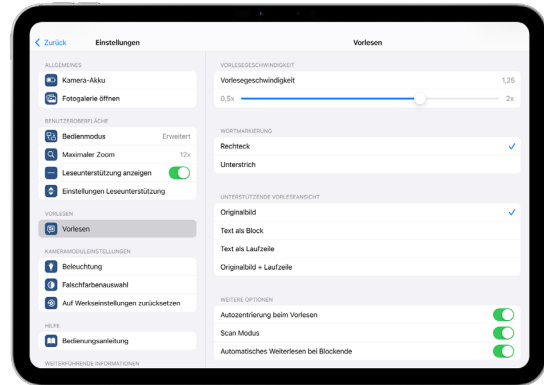 Zurück
Einstellungen
ALLGEMEINES
Kamera-Akku
Fotogalerie öffnen
BENUTZEROBERFLÄCHE
Bedienmodus Erweitert
Maximaler Zoom 12x
Leseunterstützung anzeigen
Einstellungen Leseunterstützung
VORLESEN
Vorlesen
KAMERAMODULEINSTELLUNGEN
Beleuchtung
Falschfarbenauswahl
Auf Werkseinstellungen zurücksetzen
HILFE
Bedienungsanleitung
WEITERFÜHRENDE INFORMATIONEN
Vorlesen
VORLESEGESCHWINDIGKEIT
Vorlesegeschwindigkeit 1,25
0,5x 2x
WORTMARKIERUNG
Rechteck
Unterstrich
UNTERSTÜTZENDE VORLESEANSICHT
Originalbild
Text als Block
Text als Laufzeile
Originalbild + Laufzeile
WEITERE OPTIONEN
Autozentrierung beim Vorlesen
Scan Modus
Automatisches Weiterlesen bei Blockende